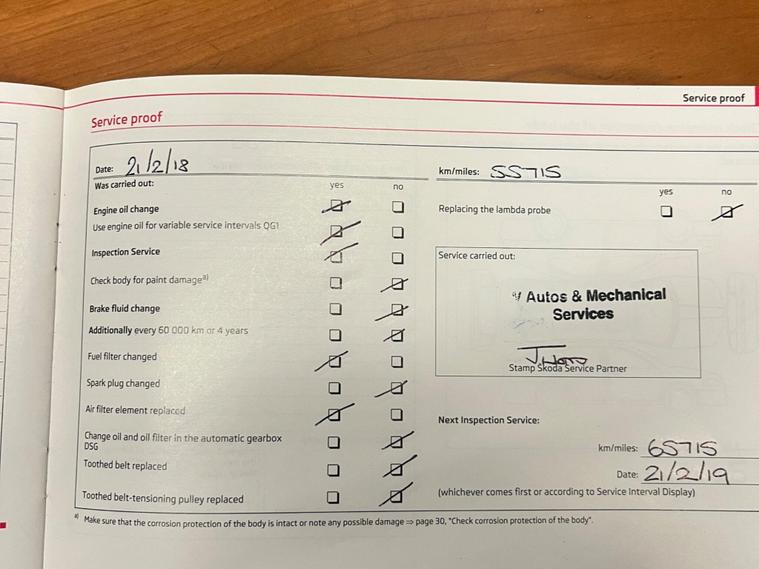 Service proof
Service proof
Date: 21/2/18
km/miles: 55715
Was carried out:
yes no
yes no
Engine oil change
Replacing the lambda probe
Use engine oil for variable service intervals QG1
Inspection Service
Service carried out:
Check body for paint damage a)
Autos & Mechanical
Services
Brake fluid change
Additionally every 60 000 km or 4 years
Fuel filter changed
Stamp Škoda Service Partner
Spark plug changed
Air filter element replaced
Next Inspection Service:
Change oil and oil filter in the automatic gearbox
DSG
km/miles: 65715
Toothed belt replaced
Date: 21/2/19
Toothed belt-tensioning pulley replaced
(whichever comes first or according to Service Interval Display)
a) Make sure that the corrosion protection of the body is intact or note any possible damage ⇒ page 30, "Check corrosion protection of the body".